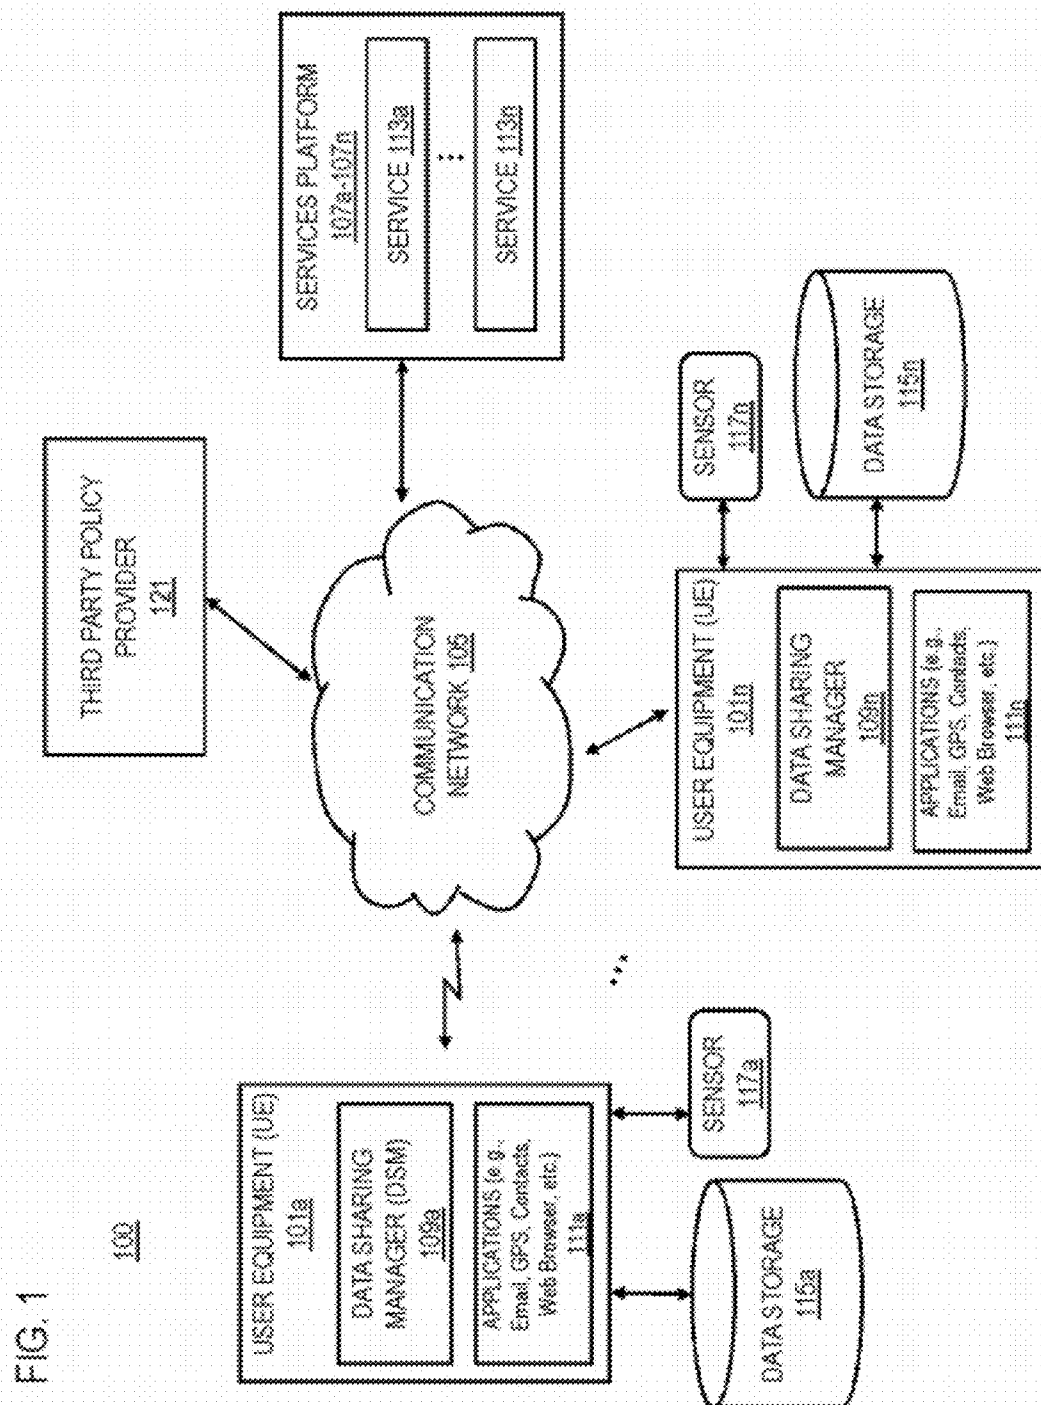 FIG. 1
100
THIRD PARTY POLICY
PROVIDER
121
SERVICES PLATFORM
107a-107n
SERVICE 113a
SERVICE 113n
COMMUNICATION
NETWORK 105
USER EQUIPMENT (UE)
101a
DATA SHARING
MANAGER (DSM)
109a
APPLICATIONS (e.g.,
Email, GPS, Contacts,
Web Browser, etc.)
111a
SENSOR
117a
DATA STORAGE
115a
USER EQUIPMENT (UE)
101n
DATA SHARING
MANAGER
109n
APPLICATIONS (e.g.,
Email, GPS, Contacts,
Web Browser, etc.)
111n
SENSOR
117n
DATA STORAGE
115n